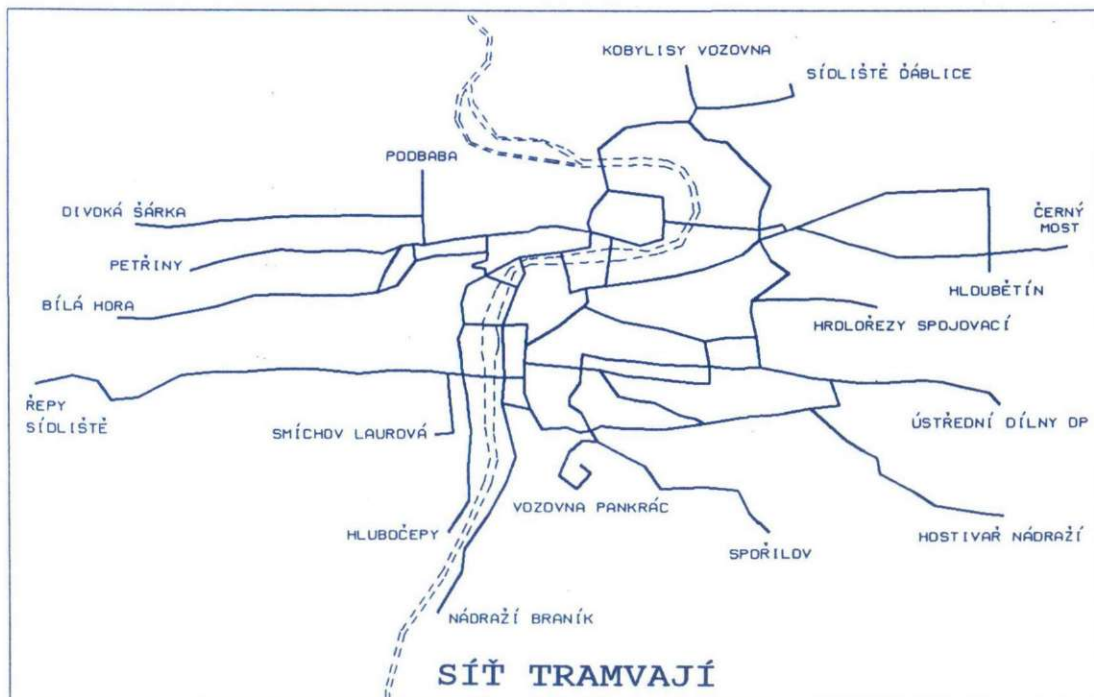 KOBYLISY VOZOVNA
SÍDLIŠTĚ ĎÁBLICE
PODBABA
DIVOKÁ ŠÁRKA
ČERNÝ
MOST
PETŘINY
BÍLÁ HORA
HLOUBĚTÍN
HRDLOŘEZY SPOJOVACÍ
ŘEPY
SÍDLIŠTĚ
SMÍCHOV LAUROVÁ
ÚSTŘEDNÍ DÍLNY DP
VOZOVNA PANKRÁC
HLUBOČEPY
SPOŘILOV
HOSTIVAŘ NÁDRAŽÍ
NÁDRAŽÍ BRANÍK
SÍŤ TRAMVAJÍ